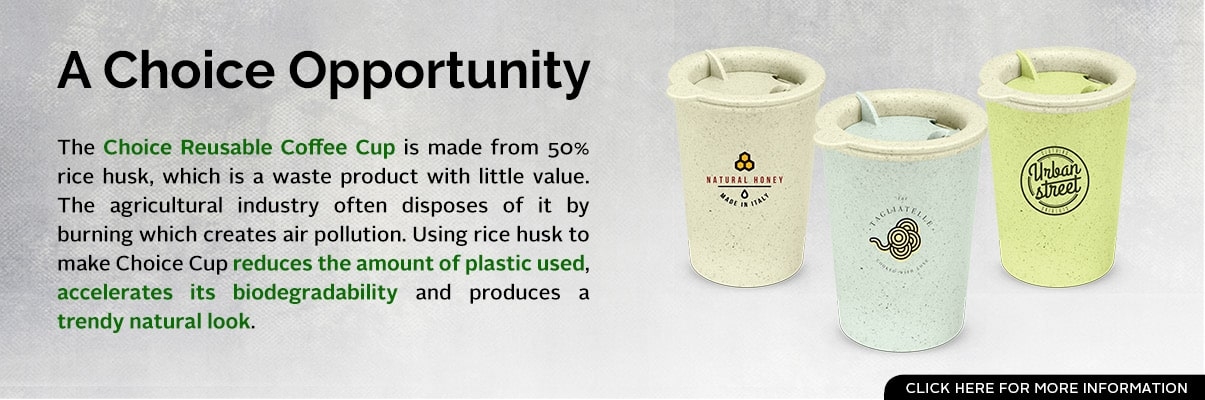 A Choice Opportunity
The Choice Reusable Coffee Cup is made from 50%
rice husk, which is a waste product with little value.
The agricultural industry often disposes of it by
burning which creates air pollution. Using rice husk to
make Choice Cup reduces the amount of plastic used,
accelerates its biodegradability and produces a
trendy natural look.
NATURAL HONEY
MADE IN ITALY
TAGLIATELLE
COOKED WITH LOVE
Urban
street
CLICK HERE FOR MORE INFORMATION